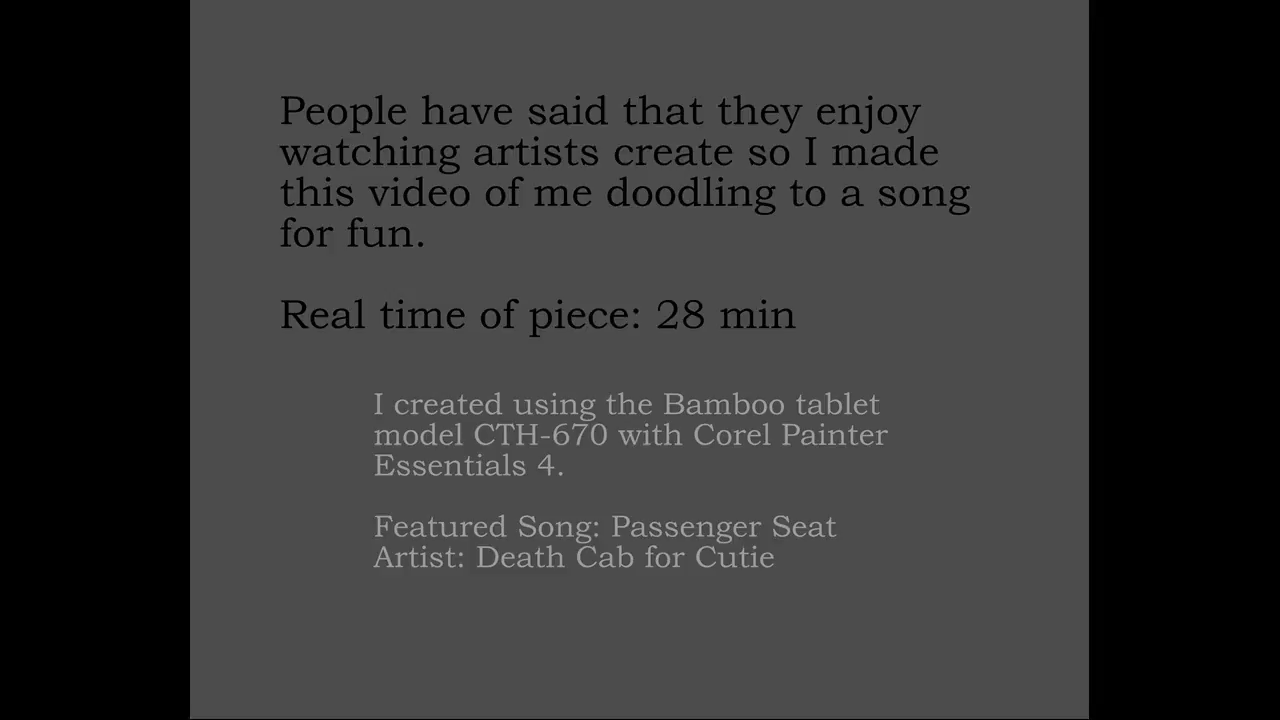 People have said that they enjoy
watching artists create so I made
this video of me doodling to a song
for fun.
Real time of piece: 28 min
I created using the Bamboo tablet
model CTH-670 with Corel Painter
Essentials 4.
Featured Song: Passenger Seat
Artist: Death Cab for Cutie